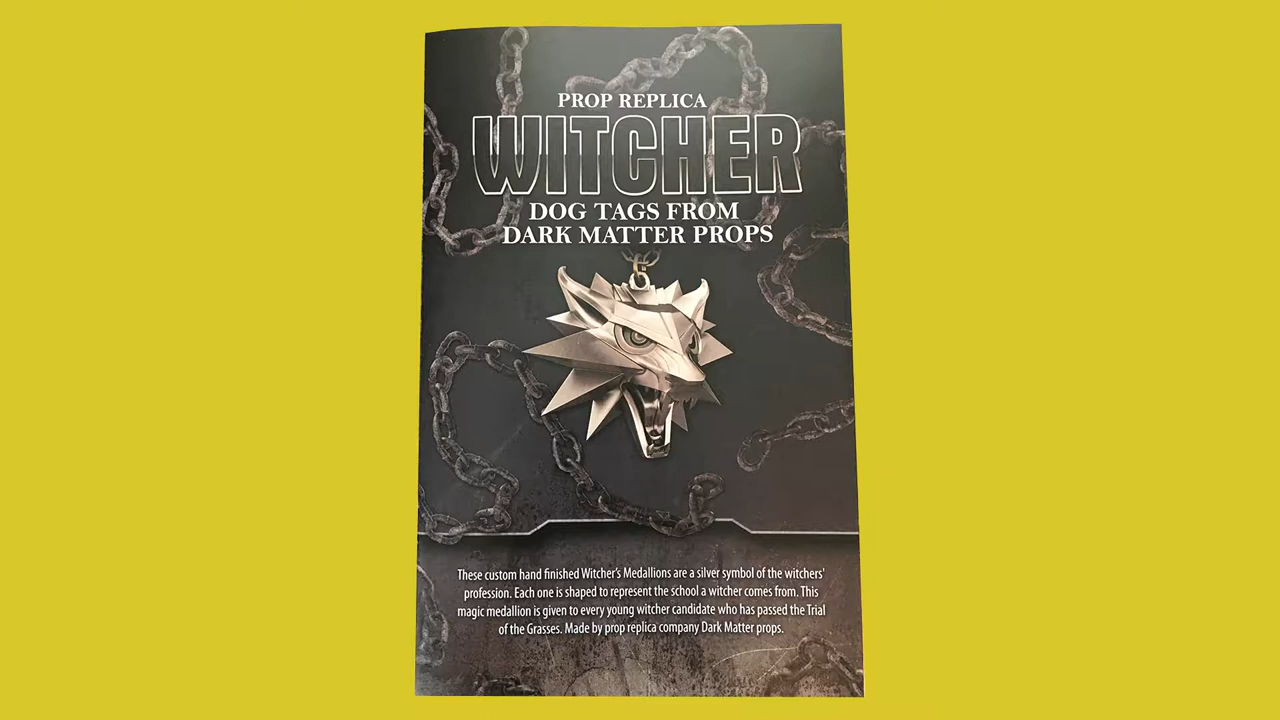 PROP REPLICA
WITCHER
DOG TAGS FROM
DARK MATTER PROPS
These custom hand finished Witcher's Medallions are a silver symbol of the witchers'
profession. Each one is shaped to represent the school a witcher comes from. This
magic medallion is given to every young witcher candidate who has passed the Trial
of the Grasses. Made by prop replica company Dark Matter props.